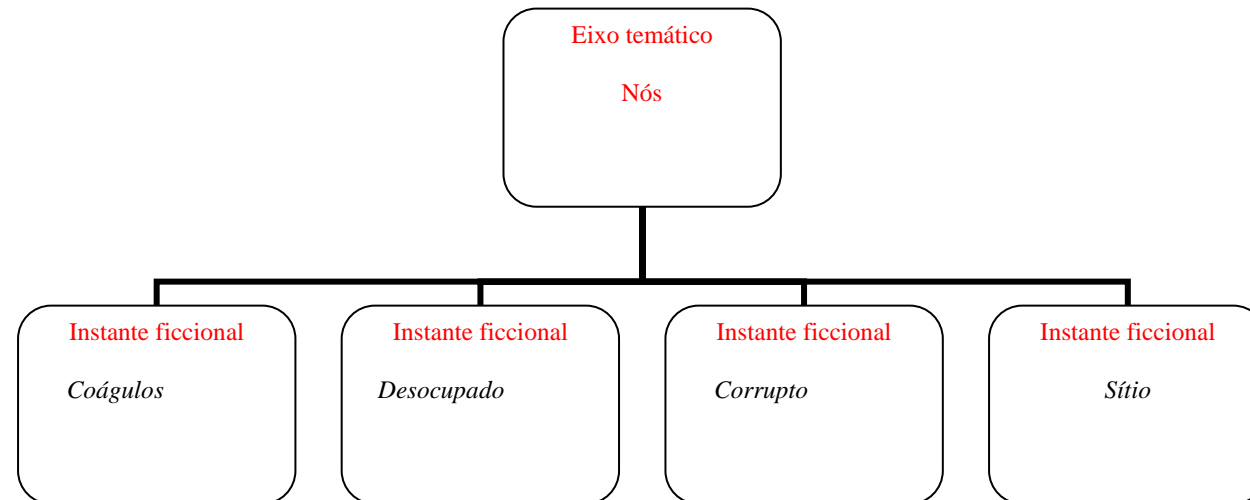 Eixo temático
Nós
Instante ficcional
Coágulos
Instante ficcional
Desocupado
Instante ficcional
Corrupto
Instante ficcional
Sítio